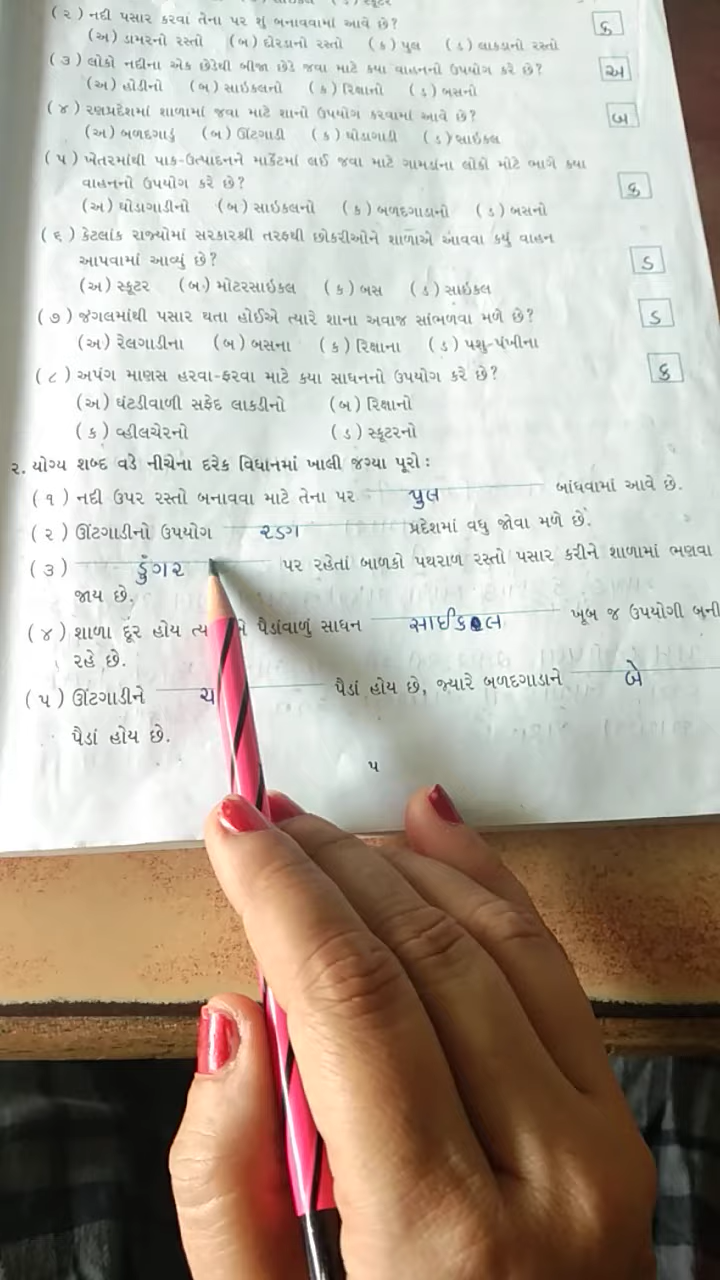 (૨) નદી પસાર કરવા તેના પર શું બનાવવામાં આવે છે?
(અ) ડામરનો રસ્તો (બ) દોરડાનો રસ્તો (ક) પુલ (ડ) લાકડાનો રસ્તો ક
(૩) લોકો નદીના એક છેડેથી બીજા છેડે જવા માટે કયા વાહનનો ઉપયોગ કરે છે? અ
(અ) હોડીનો (બ) સાઇકલનો (ક) રિક્ષાનો (ડ) બસનો
(૪) રણપ્રદેશમાં શાળામાં જવા માટે શાનો ઉપયોગ કરવામાં આવે છે? બ
(અ) બળદગાડું (બ) ઊંટગાડી (ક) ઘોડાગાડી (ડ) સાઇકલ
(૫) ખેતરમાંથી પાક-ઉત્પાદનને માર્કેટમાં લઈ જવા માટે ગામડાંના લોકો મોટે ભાગે કયા
વાહનનો ઉપયોગ કરે છે? ક
(અ) ઘોડાગાડીનો (બ) સાઇકલનો (ક) બળદગાડાનો (ડ) બસનો
(૬) કેટલાંક રાજ્યોમાં સરકારશ્રી તરફથી છોકરીઓને શાળાએ આવવા કયું વાહન
આપવામાં આવ્યું છે? ડ
(અ) સ્કૂટર (બ) મોટરસાઇકલ (ક) બસ (ડ) સાઇકલ
(૭) જંગલમાંથી પસાર થતા હોઈએ ત્યારે શાના અવાજ સાંભળવા મળે છે? ડ
(અ) રેલગાડીના (બ) બસના (ક) રિક્ષાના (ડ) પશુ-પંખીના
(૮) અપંગ માણસ હરવા-ફરવા માટે કયા સાધનનો ઉપયોગ કરે છે? ક
(અ) ઘંટડીવાળી સફેદ લાકડીનો (બ) રિક્ષાનો
(ક) વ્હીલચેરનો (ડ) સ્કૂટરનો
૨. યોગ્ય શબ્દ વડે નીચેના દરેક વિધાનમાં ખાલી જગ્યા પૂરો :
(૧) નદી ઉપર રસ્તો બનાવવા માટે તેના પર પુલ બાંધવામાં આવે છે.
(૨) ઊંટગાડીનો ઉપયોગ રણ પ્રદેશમાં વધુ જોવા મળે છે.
(૩) ડુંગર પર રહેતાં બાળકો પથરાળ રસ્તો પસાર કરીને શાળામાં ભણવા
જાય છે.
(૪) શાળા દૂર હોય પૈડાંવાળું સાધન સાઈકલ ખૂબ જ ઉપયોગી બની
રહે છે.
(૫) ઊંટગાડીને પૈડાં હોય છે, જ્યારે બળદગાડાને બે
પૈડાં હોય છે.
૫